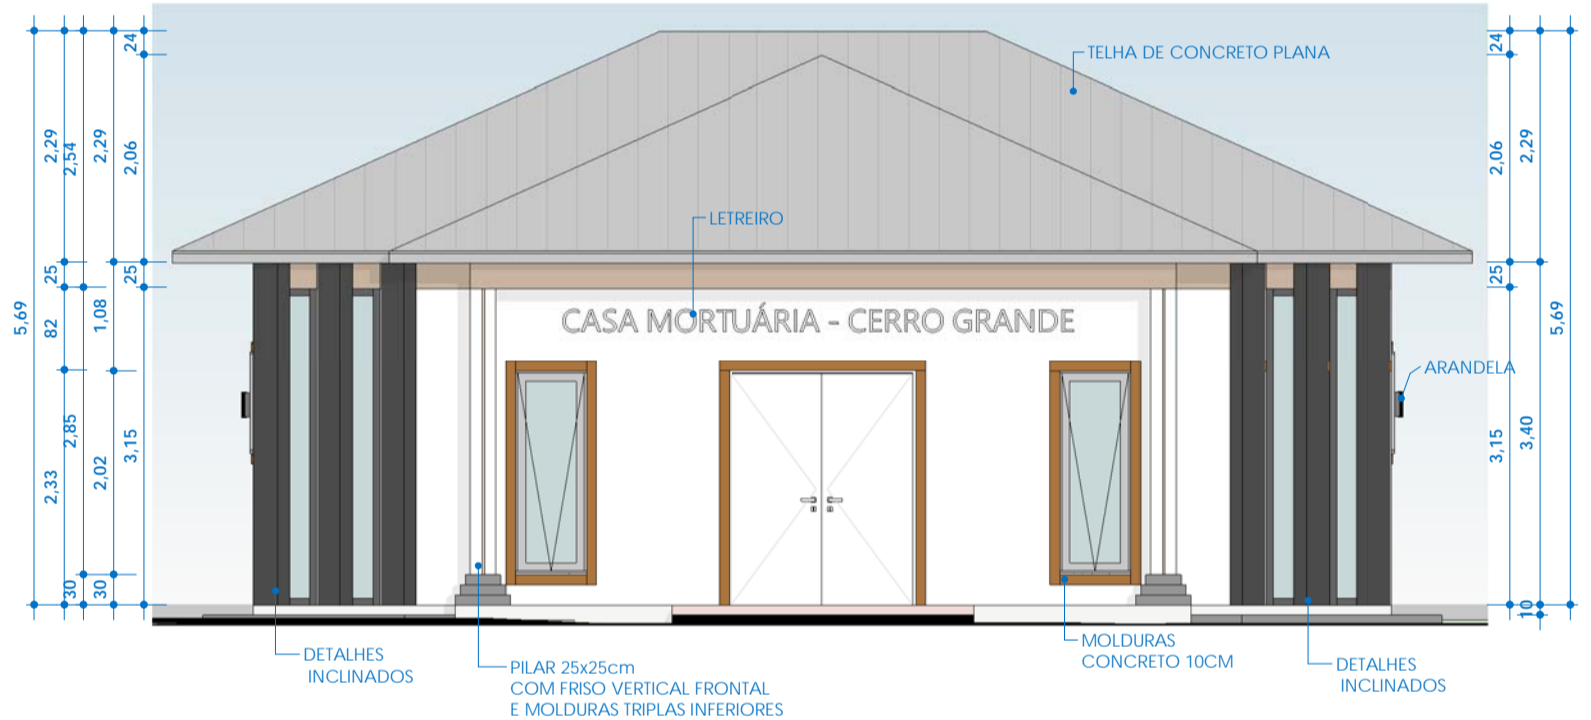 24
2,29
2,54
2,29
2,06
25
25
5,69
82
1,08
2,85
3,15
2,33
2,02
30
30
TELHA DE CONCRETO PLANA
LETREIRO
CASA MORTUÁRIA - CERRO GRANDE
ARANDELA
24
2,06
2,29
25
5,69
3,15
3,40
10
DETALHES
INCLINADOS
PILAR 25x25cm
COM FRISO VERTICAL FRONTAL
E MOLDURAS TRIPLAS INFERIORES
MOLDURAS
CONCRETO 10CM
DETALHES
INCLINADOS